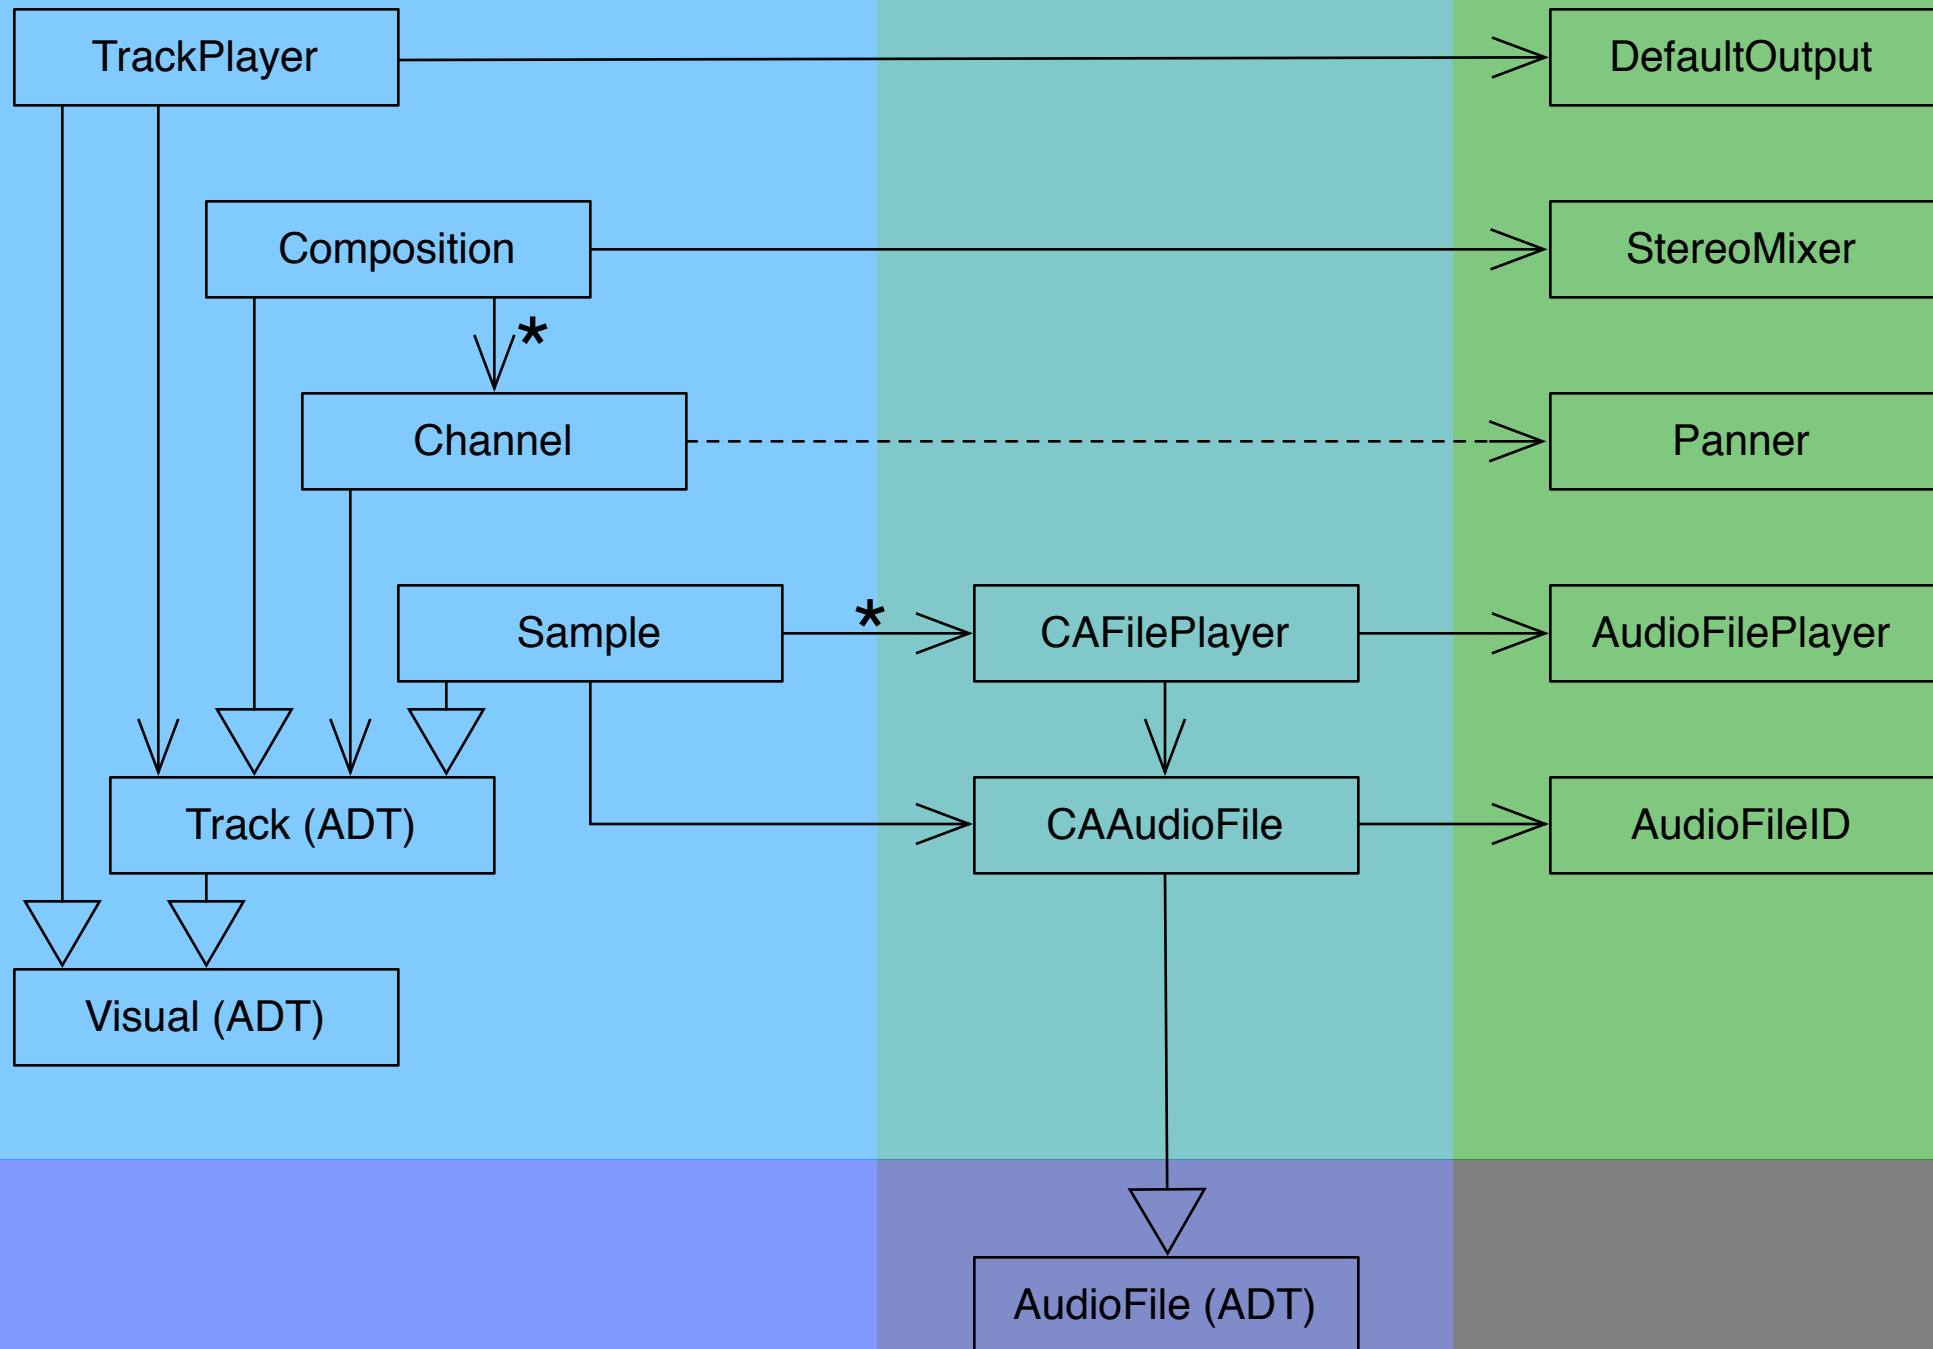 TrackPlayer
DefaultOutput
Composition
StereoMixer
*
Channel
Panner
Sample
*
CAFilePlayer
AudioFilePlayer
Track (ADT)
CAAudioFile
AudioFileID
Visual (ADT)
AudioFile (ADT)